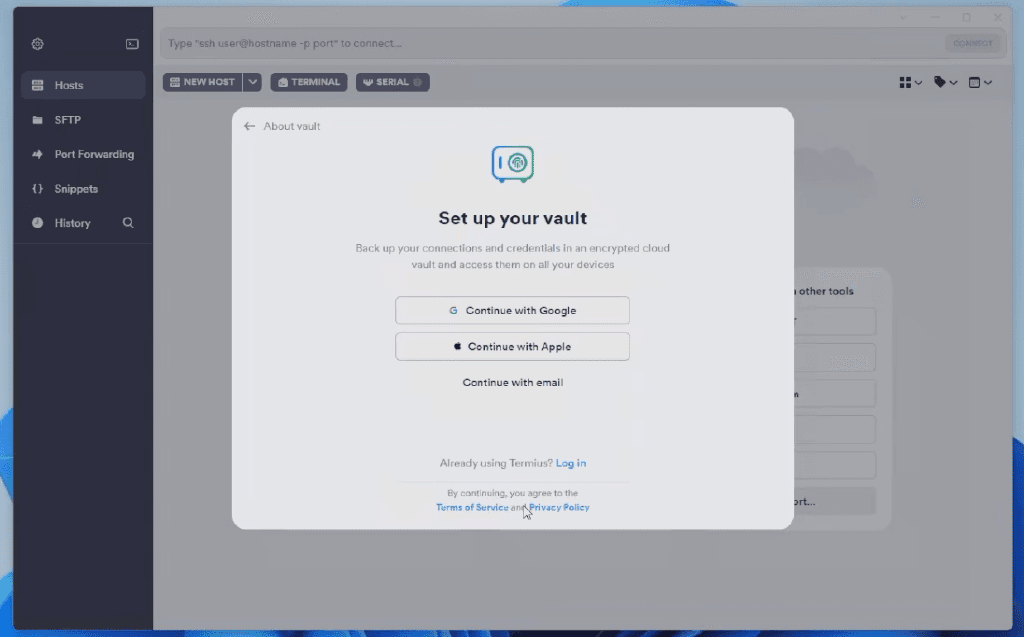 Type "ssh user@hostname -p port" to connect...
CONNECT
Hosts
SFTP
Port Forwarding
Snippets
History
NEW HOST
TERMINAL
SERIAL
About vault
Set up your vault
Back up your connections and credentials in an encrypted cloud
vault and access them on all your devices
Continue with Google
Continue with Apple
Continue with email
Already using Termius? Log in
By continuing, you agree to the
Terms of Service and Privacy Policy
other tools